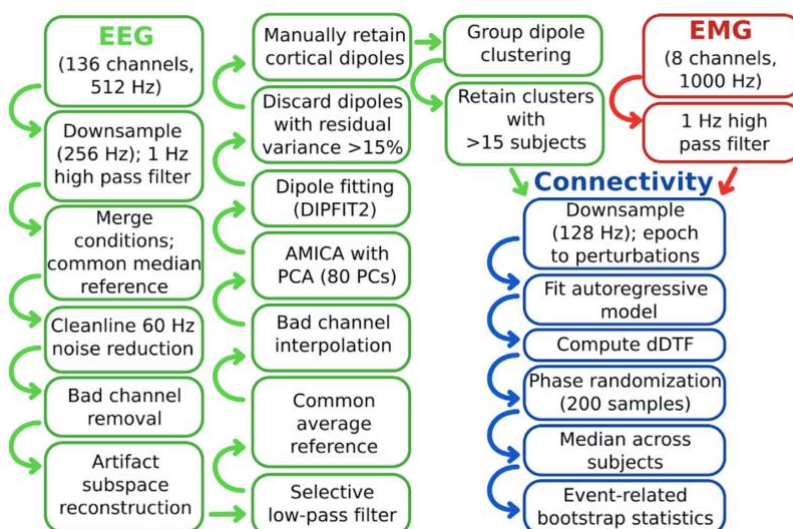 EEG
(136 channels,
512 Hz)
Downsample
(256 Hz); 1 Hz
high pass filter
Merge
conditions;
common median
reference
Cleanline 60 Hz
noise reduction
Bad channel
removal
Artifact
subspace
reconstruction
Selective
low-pass filter
Common
average
reference
Bad channel
interpolation
AMICA with
PCA (80 PCs)
Dipole fitting
(DIPFIT2)
Discard dipoles
with residual
variance >15%
Manually retain
cortical dipoles
Group dipole
clustering
Retain clusters
with
>15 subjects
EMG
(8 channels,
1000 Hz)
1 Hz high
pass filter
Connectivity
Downsample
(128 Hz); epoch
to perturbations
Fit autoregressive
model
Compute dDTF
Phase randomization
(200 samples)
Median across
subjects
Event-related
bootstrap statistics